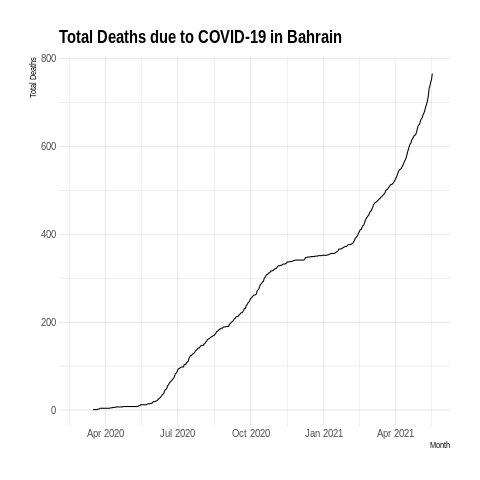 Total Deaths due to COVID-19 in Bahrain
Total Deaths
800
600
400
200
0
Apr 2020 Jul 2020 Oct 2020 Jan 2021 Apr 2021
Month